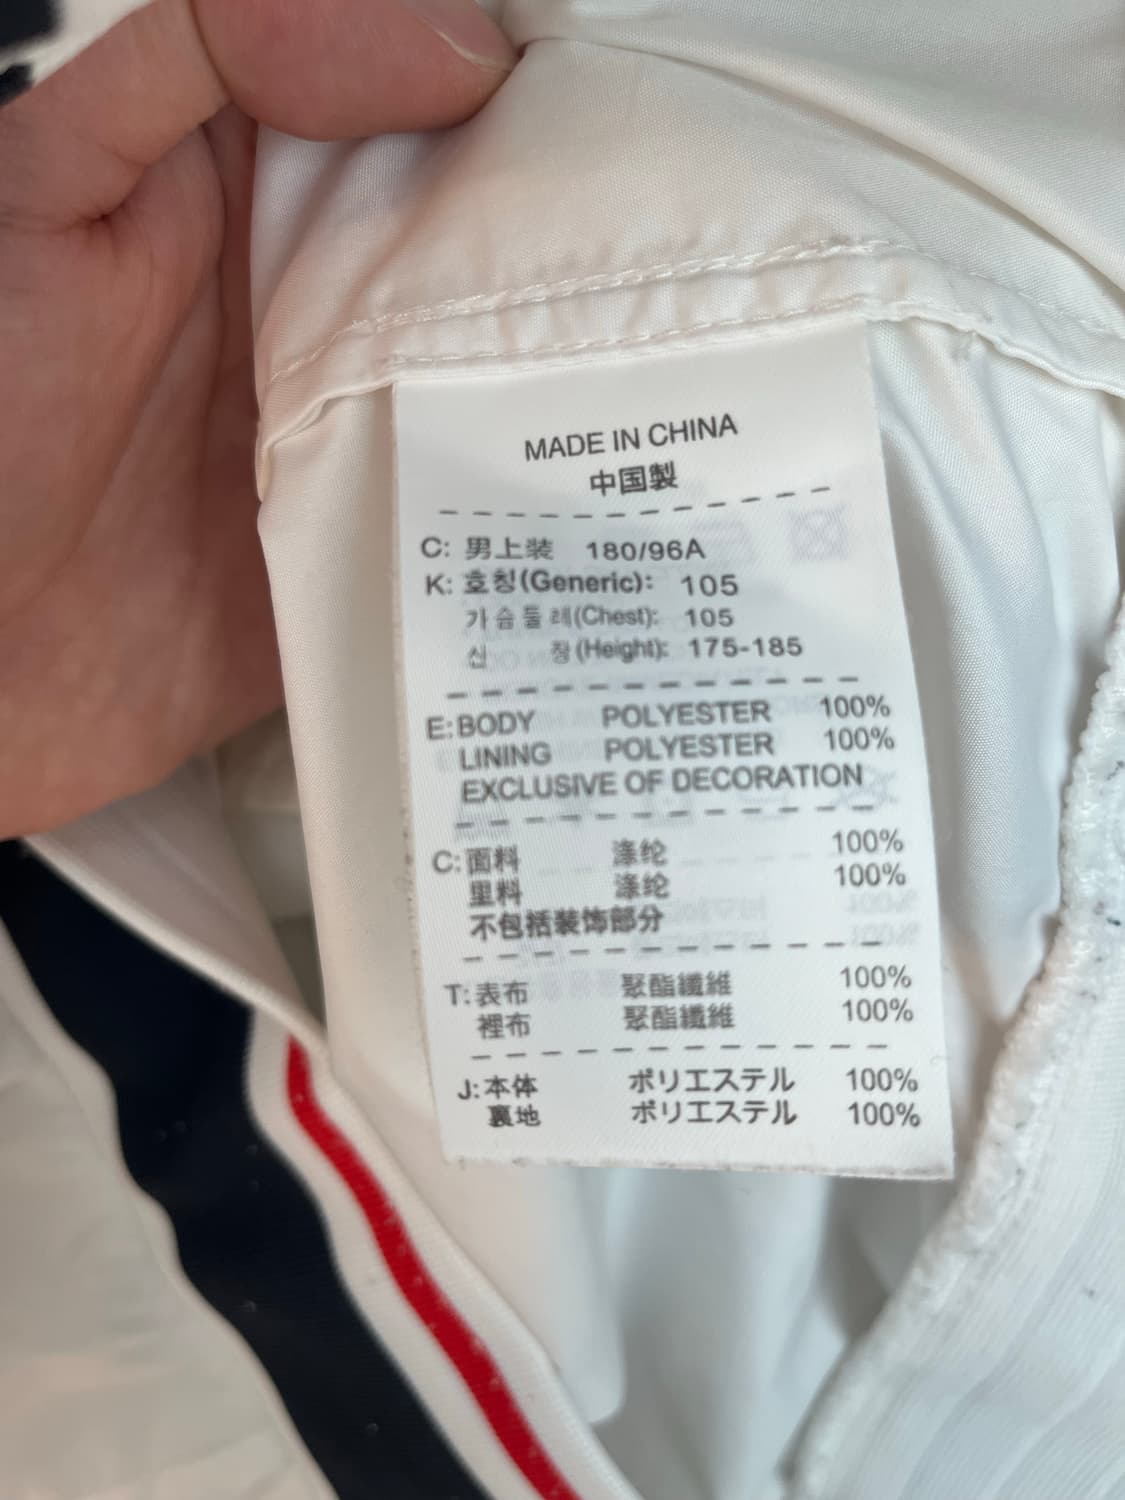 MADE IN CHINA
中国製
C: 男上装 180/96A
K: 호칭(Generic): 105
가슴둘레(Chest): 105
신 장(Height): 175-185
E: BODY POLYESTER 100%
LINING POLYESTER 100%
EXCLUSIVE OF DECORATION
C: 面料 涤纶 100%
里料 涤纶 100%
不包括装饰部分
T: 表布 聚酯纖維 100%
裡布 聚酯纖維 100%
J: 本体 ポリエステル 100%
裏地 ポリエステル 100%